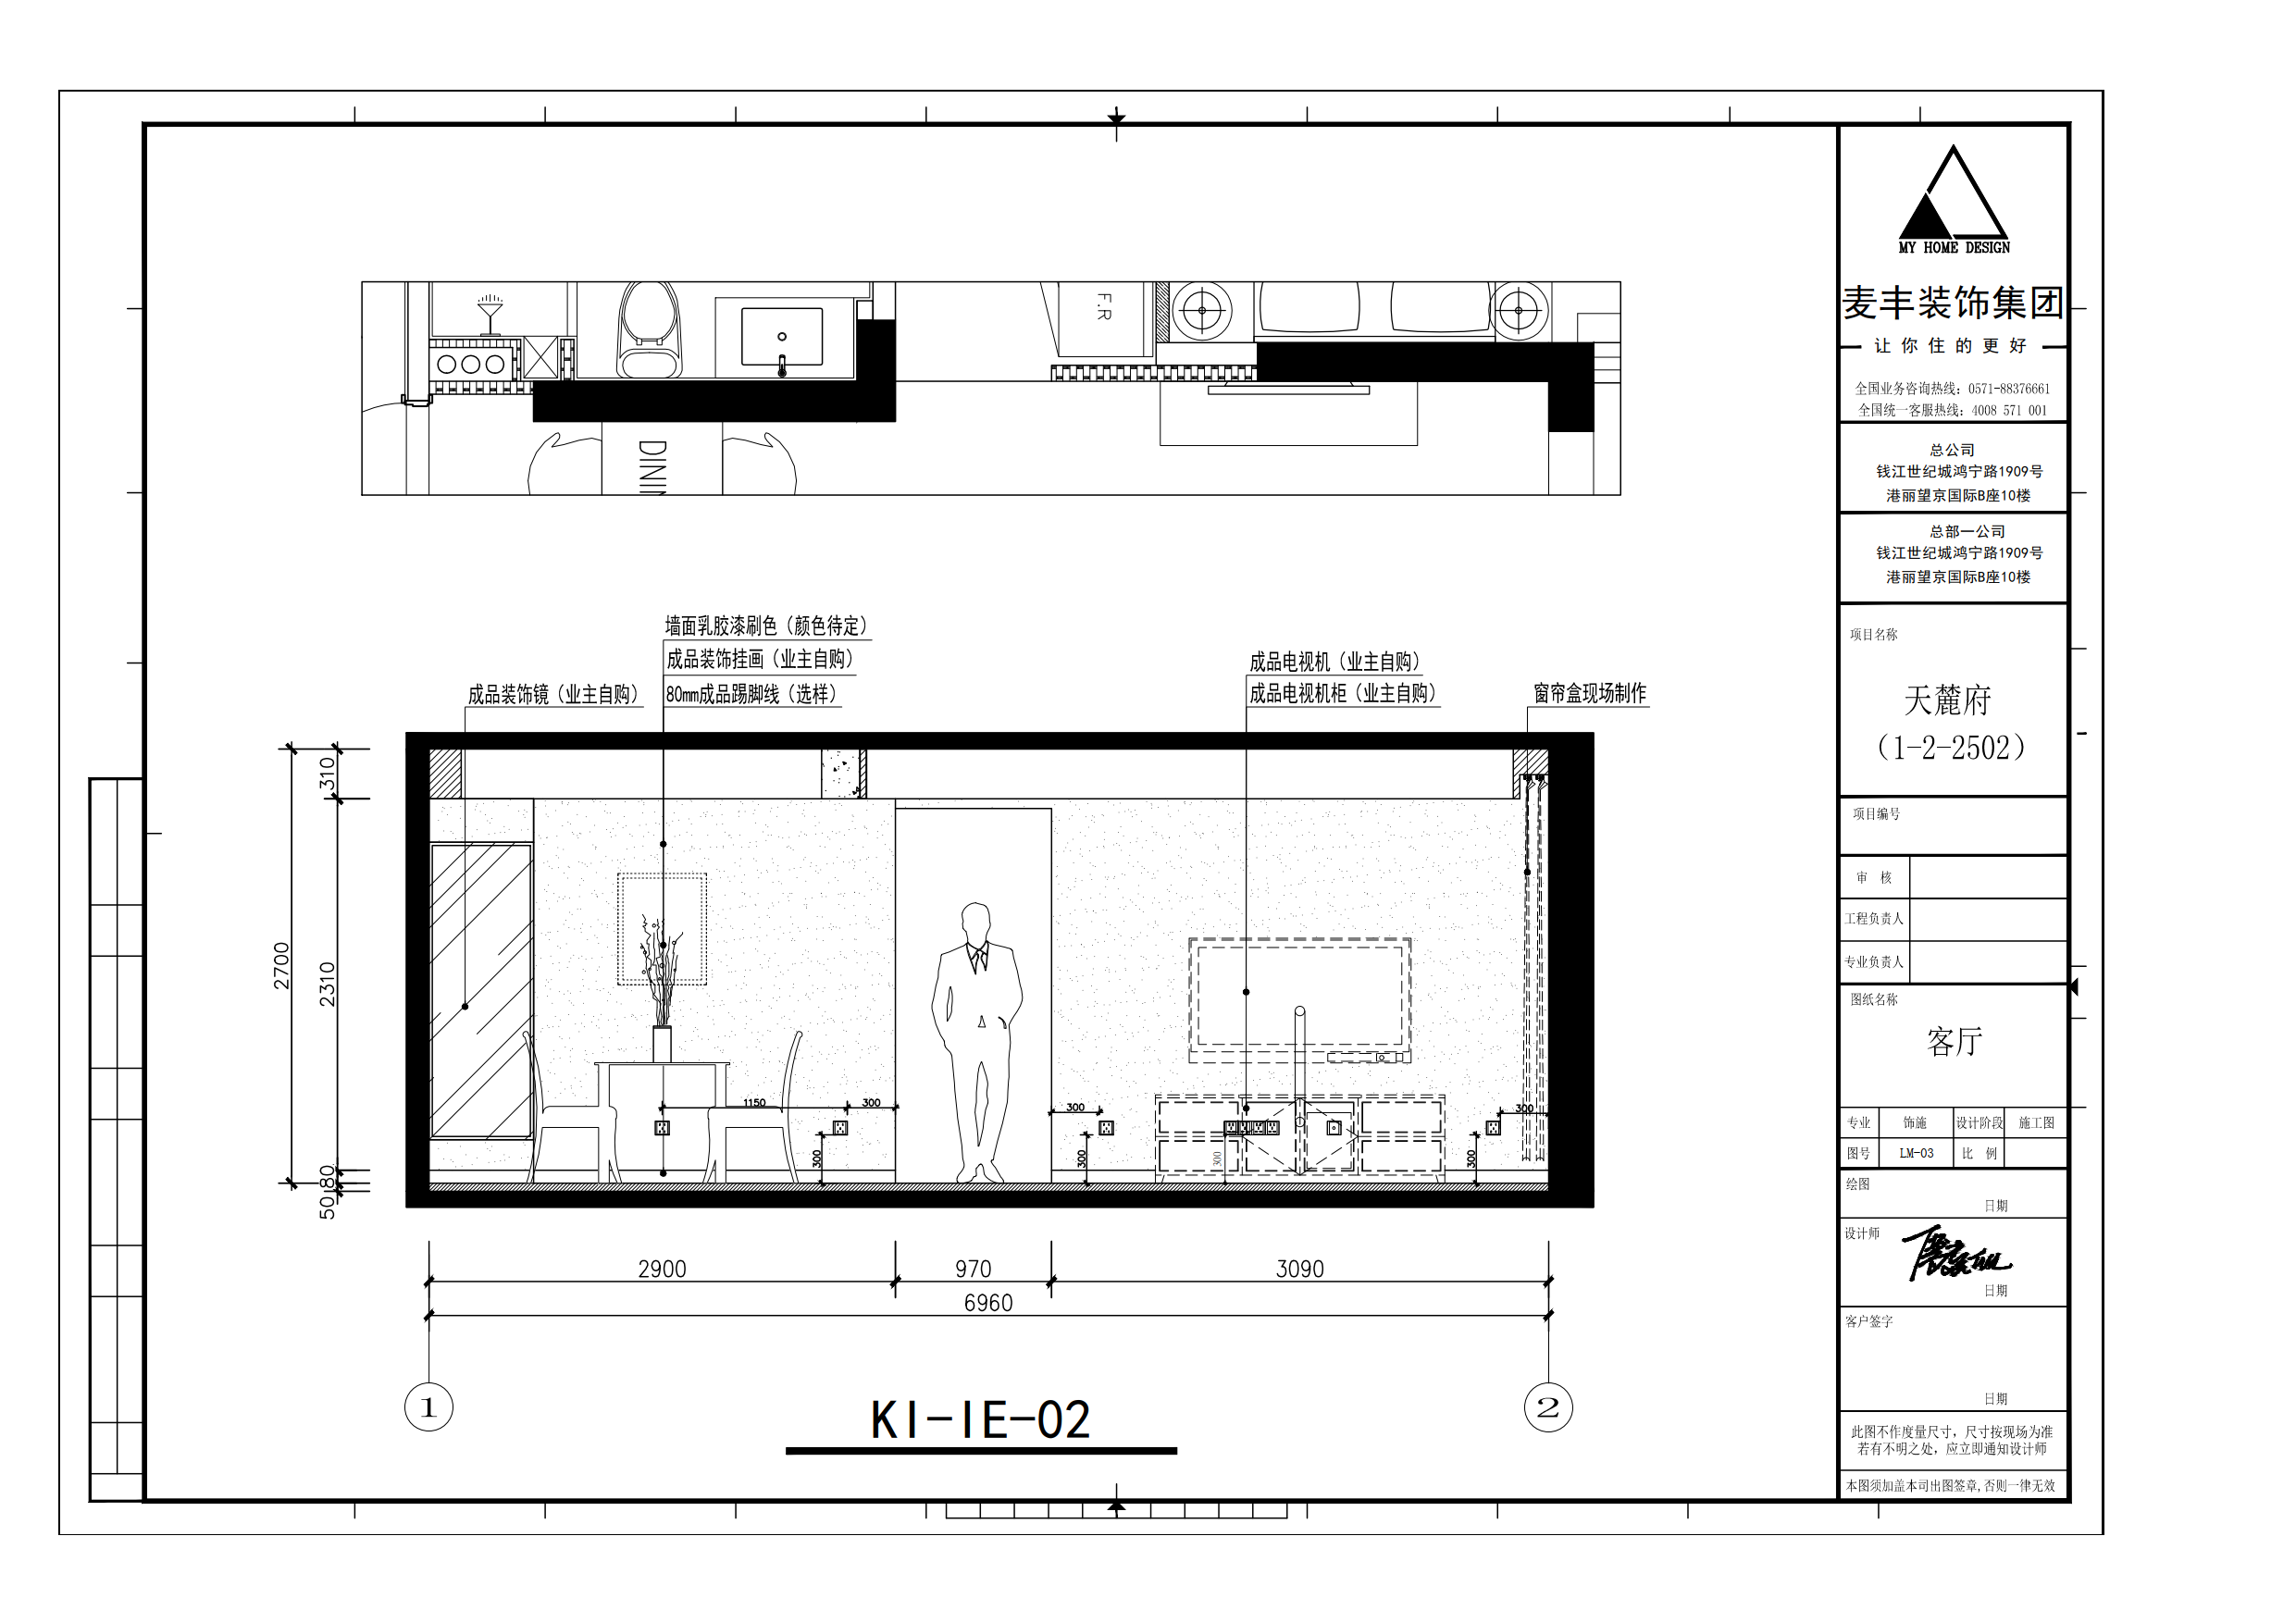 F.R
DININ
墙面乳胶漆刷色（颜色待定）
成品装饰挂画（业主自购）
80mm成品踢脚线（选样）
成品装饰镜（业主自购）
成品电视机（业主自购）
成品电视机柜（业主自购）
窗帘盒现场制作
310
2310
2700
80
50
1150
300
300
300
300
300
300
300
2900
970
3090
6960
1
2
KI-IE-02
MY HOME DESIGN
麦丰装饰集团
让你住的更好
全国业务咨询热线：0571-88376661
全国统一客服热线：4008 571 001
总公司
钱江世纪城鸿宁路1909号
港丽望京国际B座10楼
总部一公司
钱江世纪城鸿宁路1909号
港丽望京国际B座10楼
项目名称
天麓府
（1-2-2502）
项目编号
审 核
工程负责人
专业负责人
图纸名称
客厅
专业 饰施 设计阶段 施工图
图号 LM-03 比 例
绘图
日期
设计师
日期
客户签字
日期
此图不作度量尺寸，尺寸按现场为准
若有不明之处，应立即通知设计师
本图须加盖本司出图签章,否则一律无效